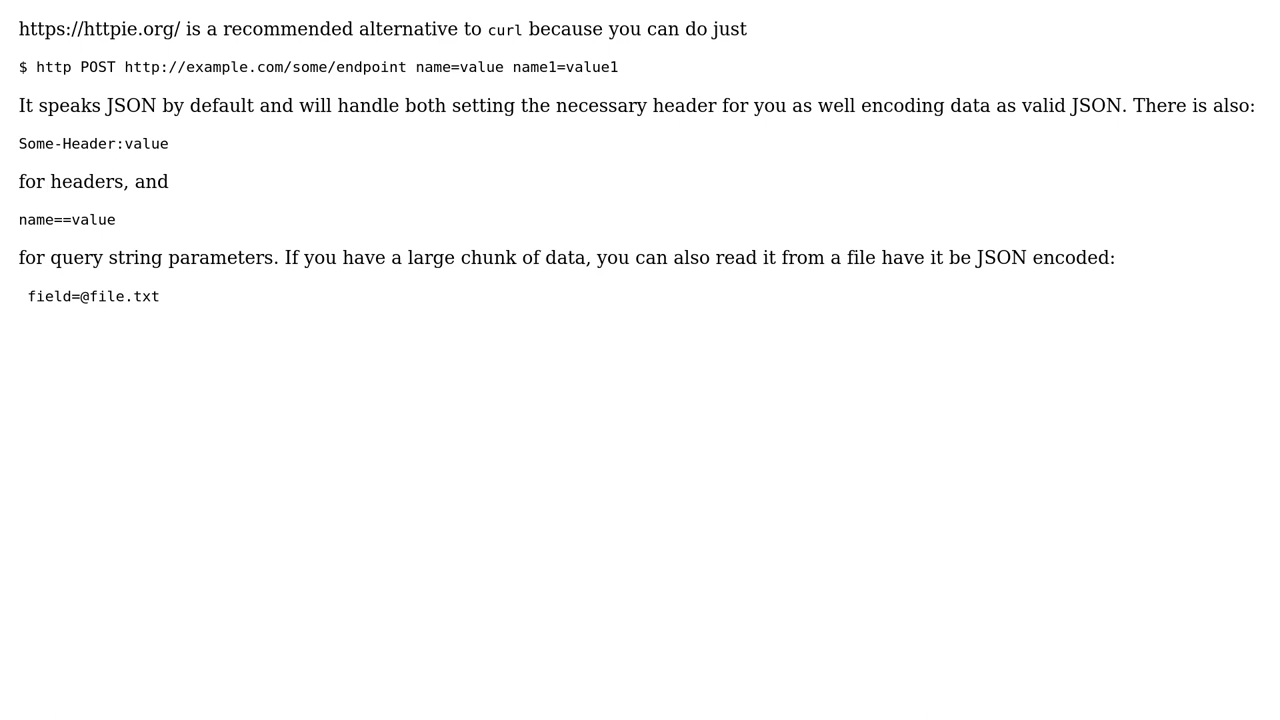 https://httpie.org/ is a recommended alternative to curl because you can do just
$ http POST http://example.com/some/endpoint name=value name1=value1
It speaks JSON by default and will handle both setting the necessary header for you as well encoding data as valid JSON. There is also:
Some-Header:value
for headers, and
name==value
for query string parameters. If you have a large chunk of data, you can also read it from a file have it be JSON encoded:
field=@file.txt